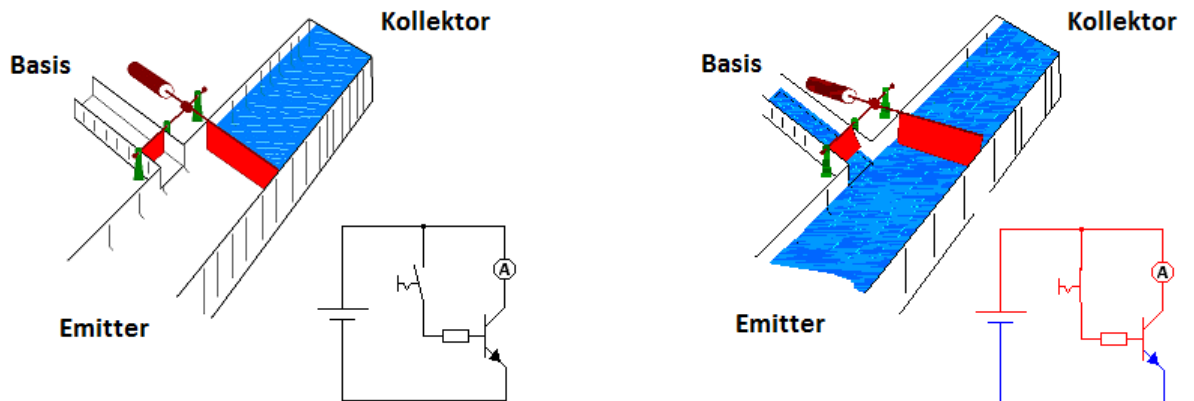 Kollektor
Basis
Emitter
A
Kollektor
Basis
Emitter
A